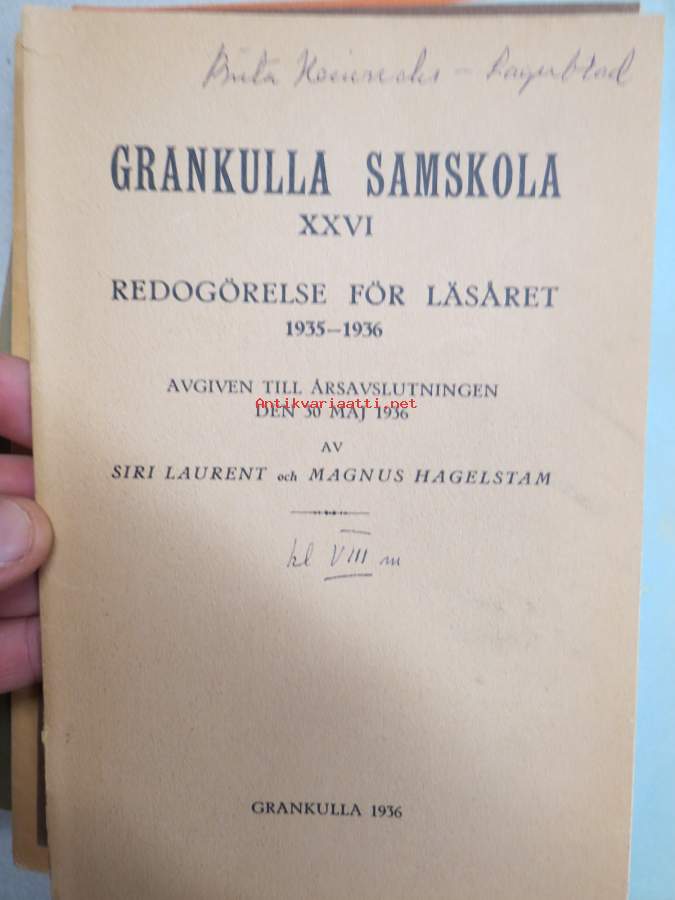 Lagerblad
GRANKULLA SAMSKOLA
XXVI
REDOGÖRELSE FÖR LÄSÅRET
1935–1936
AVGIVEN TILL ÅRSAVSLUTNINGEN
Antikvariaatti.net
DEN 30 MAJ 1936
AV
SIRI LAURENT och MAGNUS HAGELSTAM
kl VIII m
GRANKULLA 1936